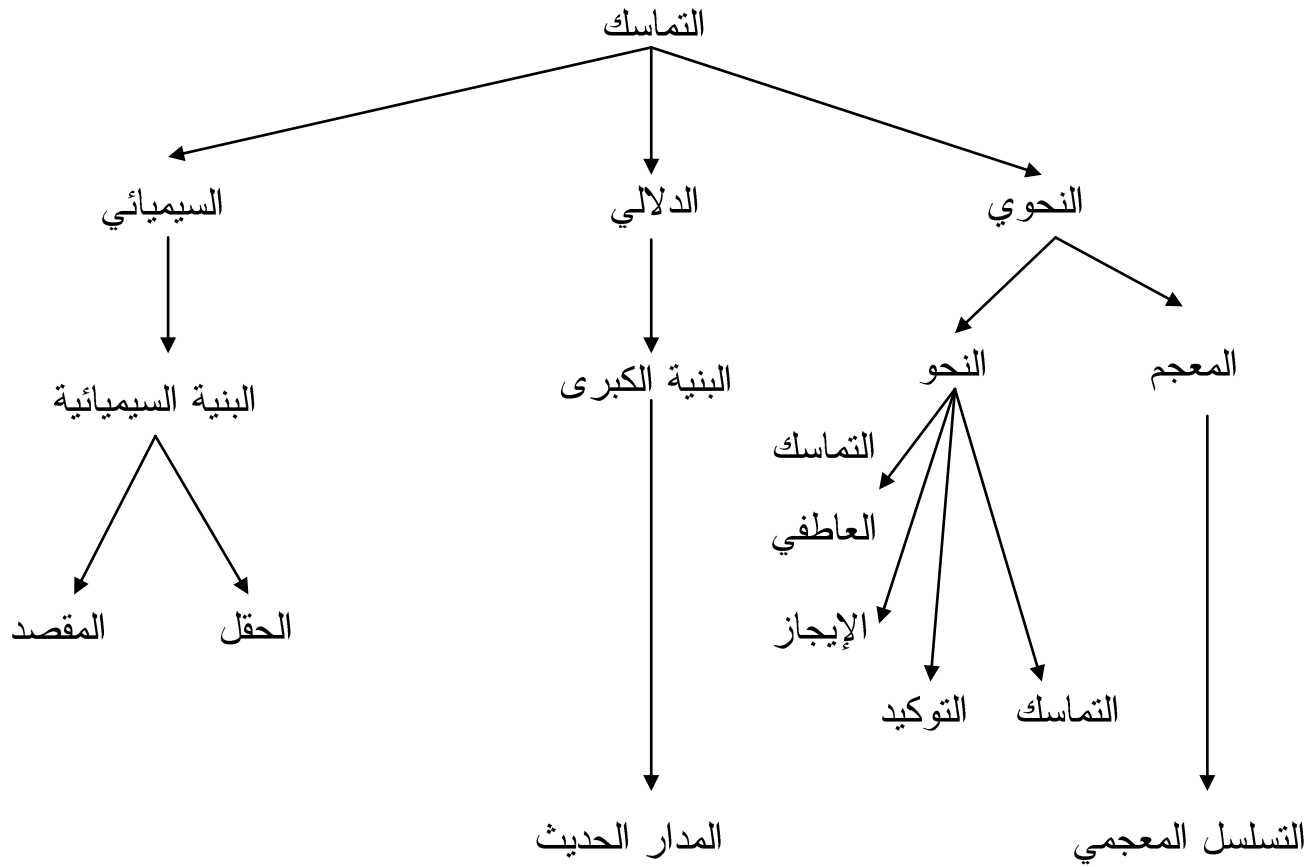 التماسك
النحوي
الدلالي
السيميائي
المعجم
النحو
البنية الكبرى
البنية السيميائية
التماسك
العاطفي
الإيجاز
الحقل
المقصد
التماسك
التوكيد
التسلسل المعجمي
المدار الحديث